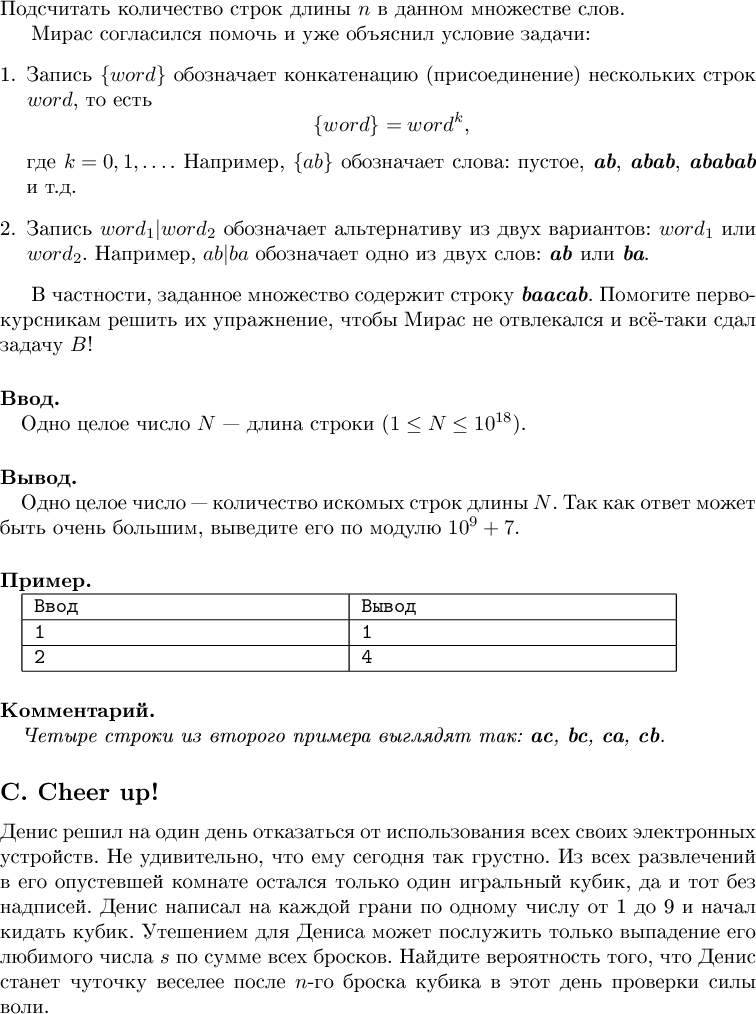 Подсчитать количество строк длины n в данном множестве слов.
Мирас согласился помочь и уже объяснил условие задачи:
1. Запись {word} обозначает конкатенацию (присоединение) нескольких строк
word, то есть
{word} = word^k,
где k = 0, 1, .... Например, {ab} обозначает слова: пустое, ab, abab, ababab
и т.д.
2. Запись word₁|word₂ обозначает альтернативу из двух вариантов: word₁ или
word₂. Например, ab|ba обозначает одно из двух слов: ab или ba.
В частности, заданное множество содержит строку baacab. Помогите перво-
курсникам решить их упражнение, чтобы Мирас не отвлекался и всё-таки сдал
задачу B!
Ввод.
Одно целое число N — длина строки (1 ≤ N ≤ 10^18).
Вывод.
Одно целое число — количество искомых строк длины N. Так как ответ может
быть очень большим, выведите его по модулю 10^9 + 7.
Пример.
Ввод Вывод
1 1
2 4
Комментарий.
Четыре строки из второго примера выглядят так: ac, bc, ca, cb.
C. Cheer up!
Денис решил на один день отказаться от использования всех своих электронных
устройств. Не удивительно, что ему сегодня так грустно. Из всех развлечений
в его опустевшей комнате остался только один игральный кубик, да и тот без
надписей. Денис написал на каждой грани по одному числу от 1 до 9 и начал
кидать кубик. Утешением для Дениса может послужить только выпадение его
любимого числа s по сумме всех бросков. Найдите вероятность того, что Денис
станет чуточку веселее после n-го броска кубика в этот день проверки силы
воли.